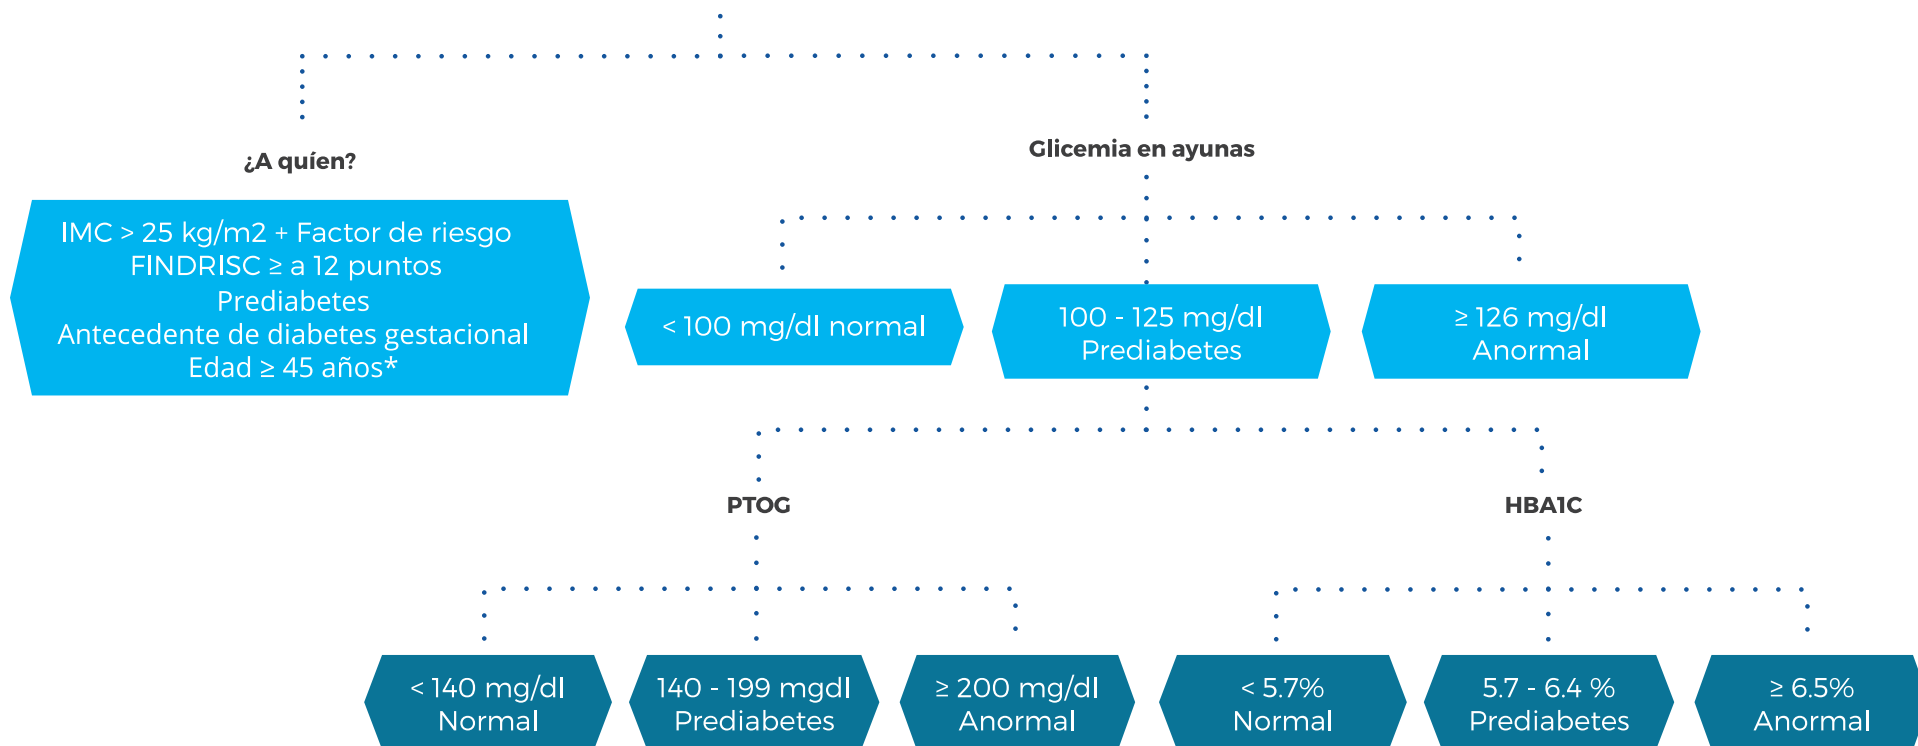 ¿A quíen?
IMC > 25 kg/m2 + Factor de riesgo
FINDRISC ≥ a 12 puntos
Prediabetes
Antecedente de diabetes gestacional
Edad ≥ 45 años*
Glicemia en ayunas
< 100 mg/dl normal
100 - 125 mg/dl
Prediabetes
≥ 126 mg/dl
Anormal
PTOG
< 140 mg/dl
Normal
140 - 199 mgdl
Prediabetes
≥ 200 mg/dl
Anormal
HBA1C
< 5.7%
Normal
5.7 - 6.4 %
Prediabetes
≥ 6.5%
Anormal